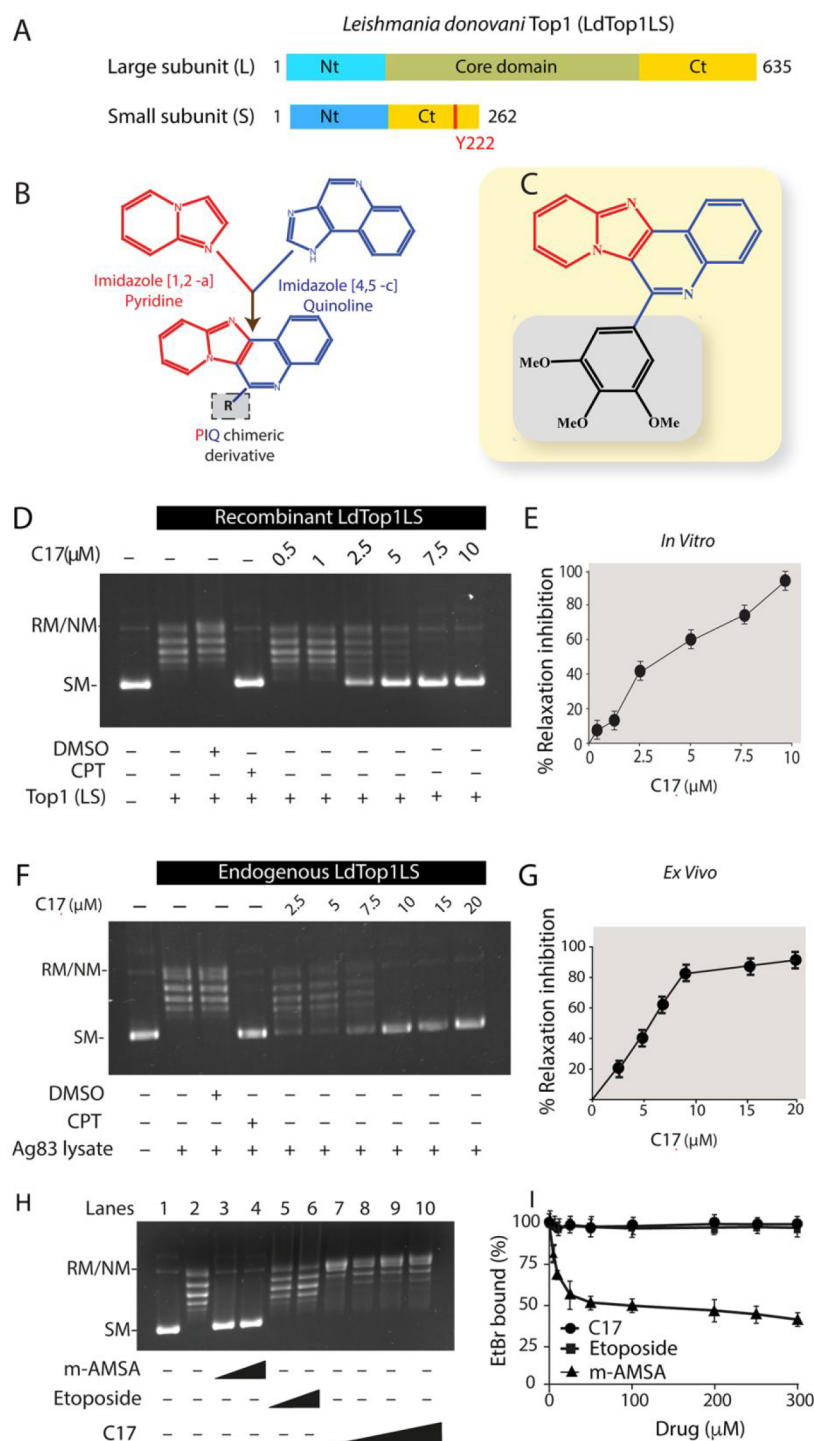 A
Leishmania donovani Top1 (LdTop1LS)
Large subunit (L) 1 Nt Core domain Ct 635
Small subunit (S) 1 Nt Ct 262
Y222
B
N
N
N
N
N
H
Imidazole [1,2 -a]
Pyridine
Imidazole [4,5 -c]
Quinoline
N
N
N
R
PIQ chimeric
derivative
C
N
N
N
MeO
MeO
OMe
D
Recombinant LdTop1LS
C17(µM) – – – – 0.5 1 2.5 5 7.5 10
RM/NM-
SM-
DMSO – – + – – – – – – –
CPT – – – + – – – – – –
Top1 (LS) – + + + + + + + + +
E
In Vitro
% Relaxation inhibition
100
80
60
40
20
0
0 2.5 5 7.5 10
C17(µM)
F
Endogenous LdTop1LS
C17 (µM) – – – – 2.5 5 7.5 10 15 20
RM/NM-
SM-
DMSO – – + – – – – – – –
CPT – – – + – – – – – –
Ag83 lysate – + + + + + + + + +
G
Ex Vivo
% Relaxation inhibition
100
80
60
40
20
0 5 10 15 20
C17 (µM)
H
Lanes 1 2 3 4 5 6 7 8 9 10
RM/NM-
SM-
m-AMSA – – – – – – – –
Etoposide – – – – – – – –
C17 – – – – – –
I
EtBr bound (%)
100
75
50
25
0
C17
Etoposide
m-AMSA
0 100 200 300
Drug (µM)